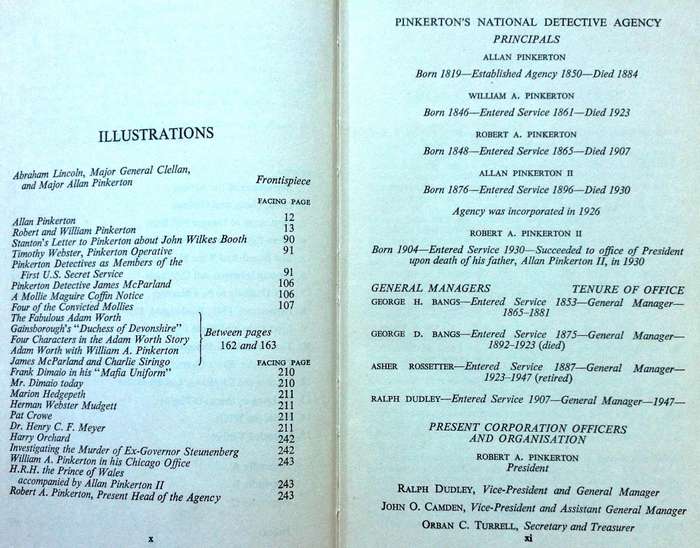 ILLUSTRATIONS
Abraham Lincoln, Major General Clellan,
and Major Allan Pinkerton Frontispiece
FACING PAGE
Allan Pinkerton 12
Robert and William Pinkerton 13
Stanton's Letter to Pinkerton about John Wilkes Booth 90
Timothy Webster, Pinkerton Operative 91
Pinkerton Detectives as Members of the
First U.S. Secret Service 91
Pinkerton Detective James McParland 106
A Mollie Maguire Coffin Notice 106
Four of the Convicted Mollies 107
The Fabulous Adam Worth
Gainsborough's "Duchess of Devonshire"
Four Characters in the Adam Worth Story
Adam Worth with William A. Pinkerton
James McParland and Charlie Siringo
Between pages
162 and 163
FACING PAGE
Frank Dimaio in his "Mafia Uniform" 210
Mr. Dimaio today 210
Marion Hedgepeth 211
Herman Webster Mudgett 211
Pat Crowe 211
Dr. Henry C. F. Meyer 211
Harry Orchard 242
Investigating the Murder of Ex-Governor Steunenberg 242
William A. Pinkerton in his Chicago Office 243
H.R.H. the Prince of Wales
accompanied by Allan Pinkerton II 243
Robert A. Pinkerton, Present Head of the Agency 243
x
PINKERTON'S NATIONAL DETECTIVE AGENCY
PRINCIPALS
ALLAN PINKERTON
Born 1819—Established Agency 1850—Died 1884
WILLIAM A. PINKERTON
Born 1846—Entered Service 1861—Died 1923
ROBERT A. PINKERTON
Born 1848—Entered Service 1865—Died 1907
ALLAN PINKERTON II
Born 1876—Entered Service 1896—Died 1930
Agency was incorporated in 1926
ROBERT A. PINKERTON II
Born 1904—Entered Service 1930—Succeeded to office of President
upon death of his father, Allan Pinkerton II, in 1930
GENERAL MANAGERS TENURE OF OFFICE
GEORGE H. BANGS—Entered Service 1853—General Manager—
1865-1881
GEORGE D. BANGS—Entered Service 1875—General Manager—
1892-1923 (died)
ASHER ROSSETTER—Entered Service 1887—General Manager—
1923-1947 (retired)
RALPH DUDLEY—Entered Service 1907—General Manager—1947—
PRESENT CORPORATION OFFICERS
AND ORGANISATION
ROBERT A. PINKERTON
President
RALPH DUDLEY, Vice-President and General Manager
JOHN O. CAMDEN, Vice-President and Assistant General Manager
ORBAN C. TURRELL, Secretary and Treasurer
xi